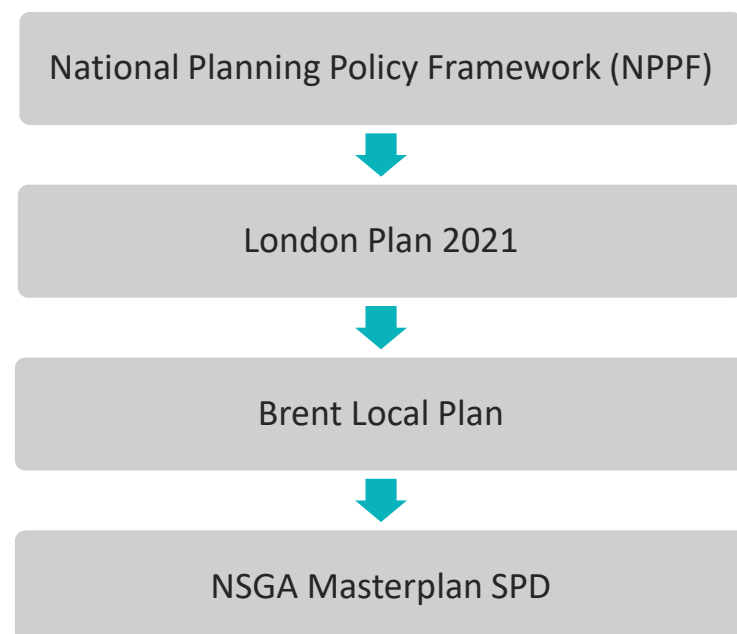 National Planning Policy Framework (NPPF)
London Plan 2021
Brent Local Plan
NSGA Masterplan SPD